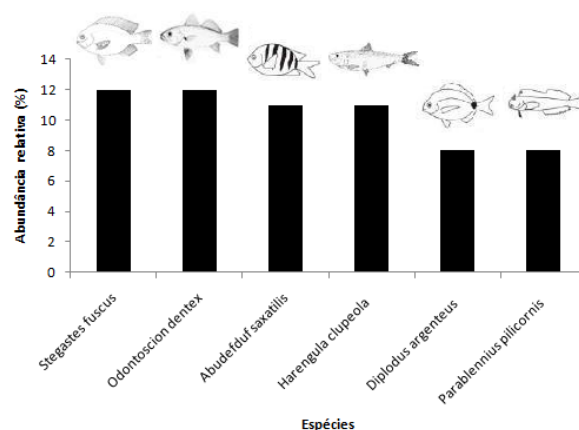 Abundância relativa (%)
14
12
10
8
6
4
2
0
Stegastes fuscus
Odontoscion dentex
Abudefduf saxatilis
Harengula clupeola
Diplodus argenteus
Parablennius pilicornis
Espécies